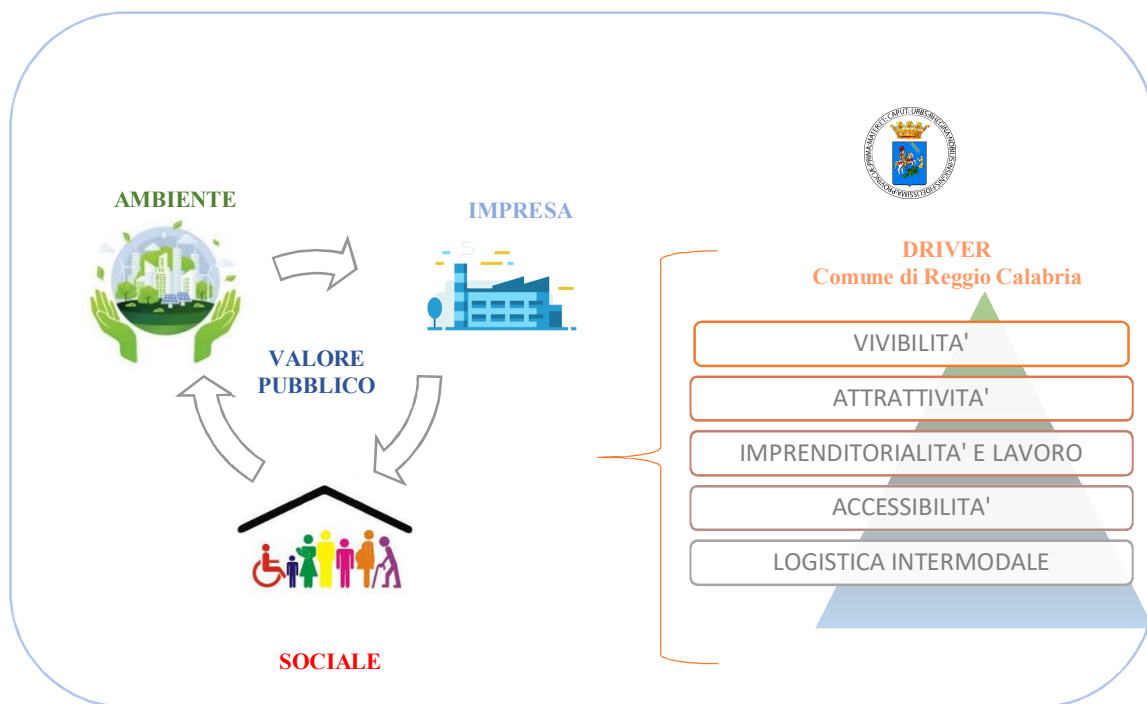 AMBIENTE
IMPRESA
VALORE
PUBBLICO
SOCIALE
DRIVER
Comune di Reggio Calabria
VIVIBILITA'
ATTRATTIVITA'
IMPRENDITORIALITA' E LAVORO
ACCESSIBILITA'
LOGISTICA INTERMODALE